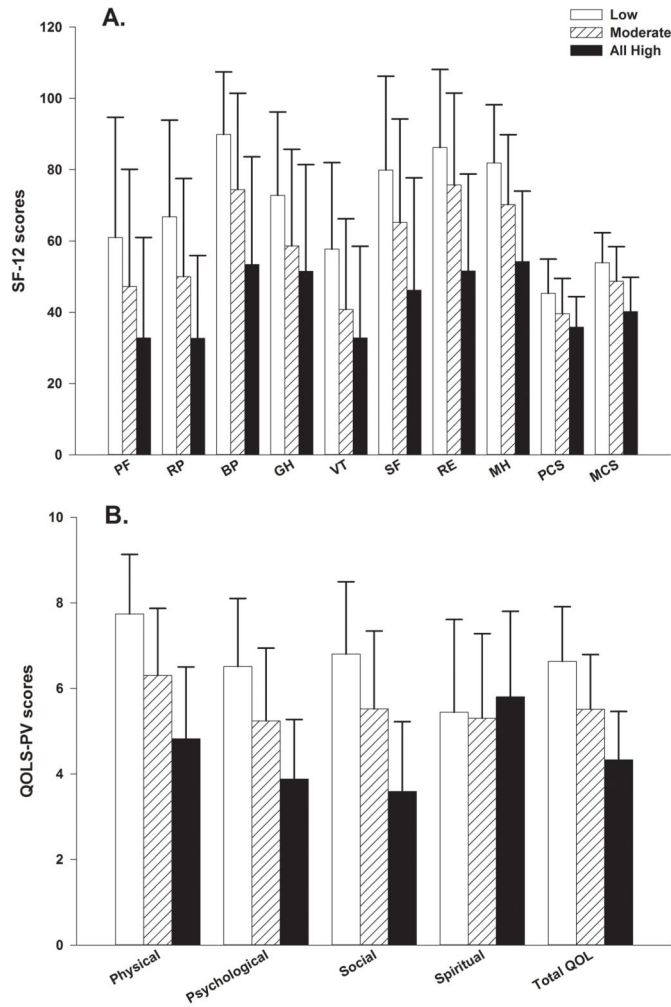 A.
Low
Moderate
All High
SF-12 scores
120
100
80
60
40
20
0
PF RP BP GH VT SF RE MH PCS MCS
B.
QOLS-PV scores
10
8
6
4
2
0
Physical Psychological Social Spiritual Total QOL